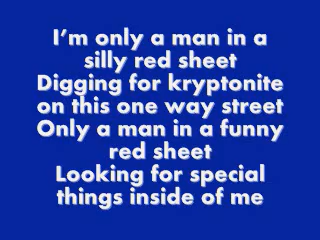 I'm only a man in a
silly red sheet
Digging for kryptonite
on this one way street
Only a man in a funny
red sheet
Looking for special
things inside of me